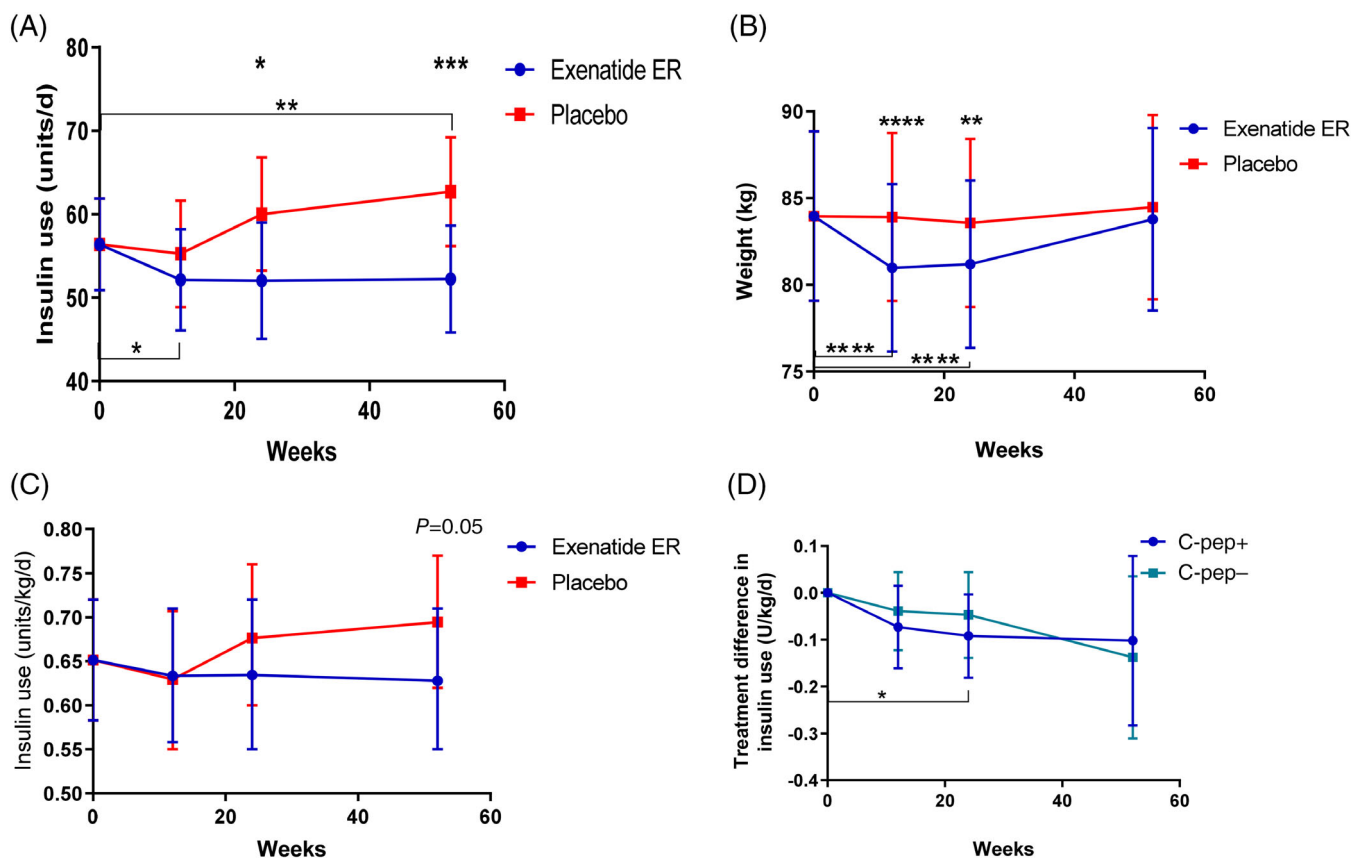 (A)
Insulin use (units/d)
80
70
60
50
40
*
***
**
*
0
20
40
60
Weeks
Exenatide ER
Placebo
(B)
Weight (kg)
90
85
80
75
****
**
****
****
0
20
40
60
Weeks
Exenatide ER
Placebo
(C)
Insulin use (units/kg/d)
0.80
0.75
0.70
0.65
0.60
0.55
0.50
P=0.05
0
20
40
60
Weeks
Exenatide ER
Placebo
(D)
Treatment difference in
insulin use (U/kg/d)
0.1
0.0
-0.1
-0.2
-0.3
-0.4
*
0
20
40
60
Weeks
C-pep+
C-pep−